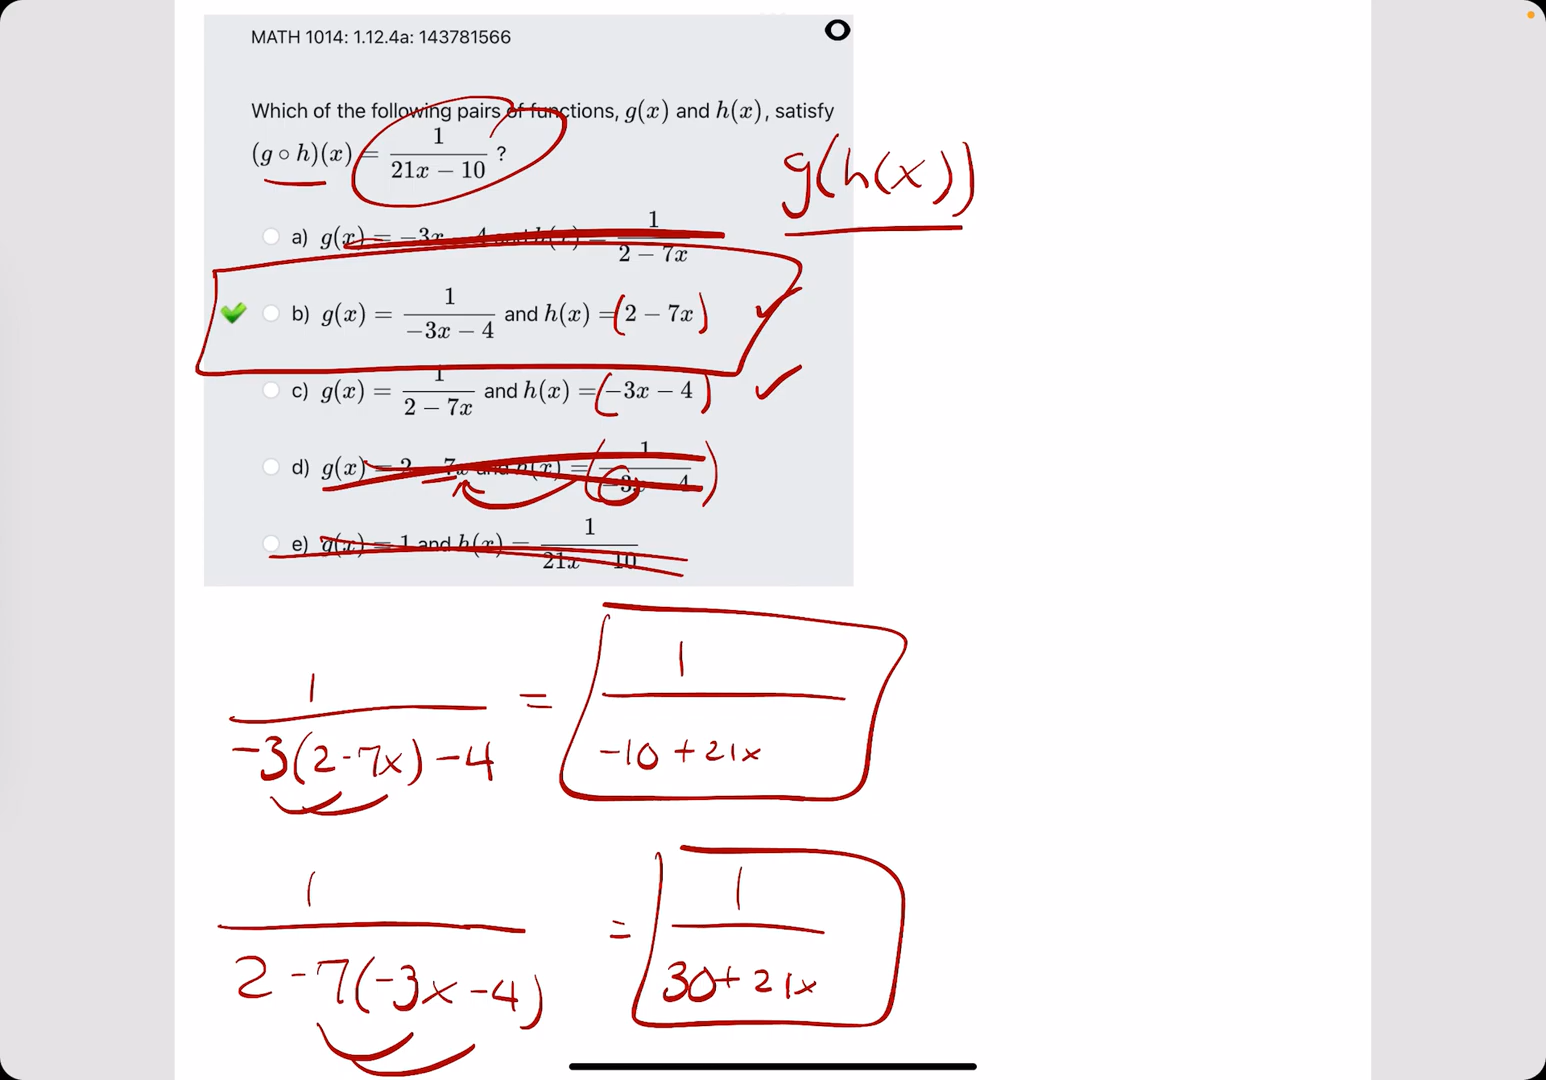 MATH 1014: 1.12.4a: 143781566
Which of the following pairs of functions, g(x) and h(x), satisfy
(g ∘ h)(x) = 1/(21x − 10) ?
g(h(x))
a) g(x) = −3x − 4 and h(x) = 1/(2 − 7x)
b) g(x) = 1/(−3x − 4) and h(x) = (2 − 7x)
c) g(x) = 1/(2 − 7x) and h(x) = (−3x − 4)
d) g(x) = 2 − 7x and h(x) = (1/(−3x − 4))
e) g(x) = 1 and h(x) = 1/(21x − 10)
1/(−3(2-7x) −4) = 1/(−10 + 21x)
1/(2 −7(−3x −4)) = 1/(30 + 21x)